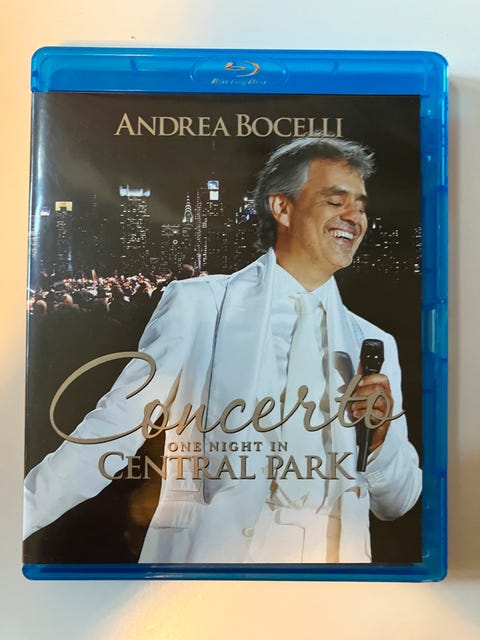 Blu-ray Disc
ANDREA BOCELLI
Concerto
ONE NIGHT IN
CENTRAL PARK